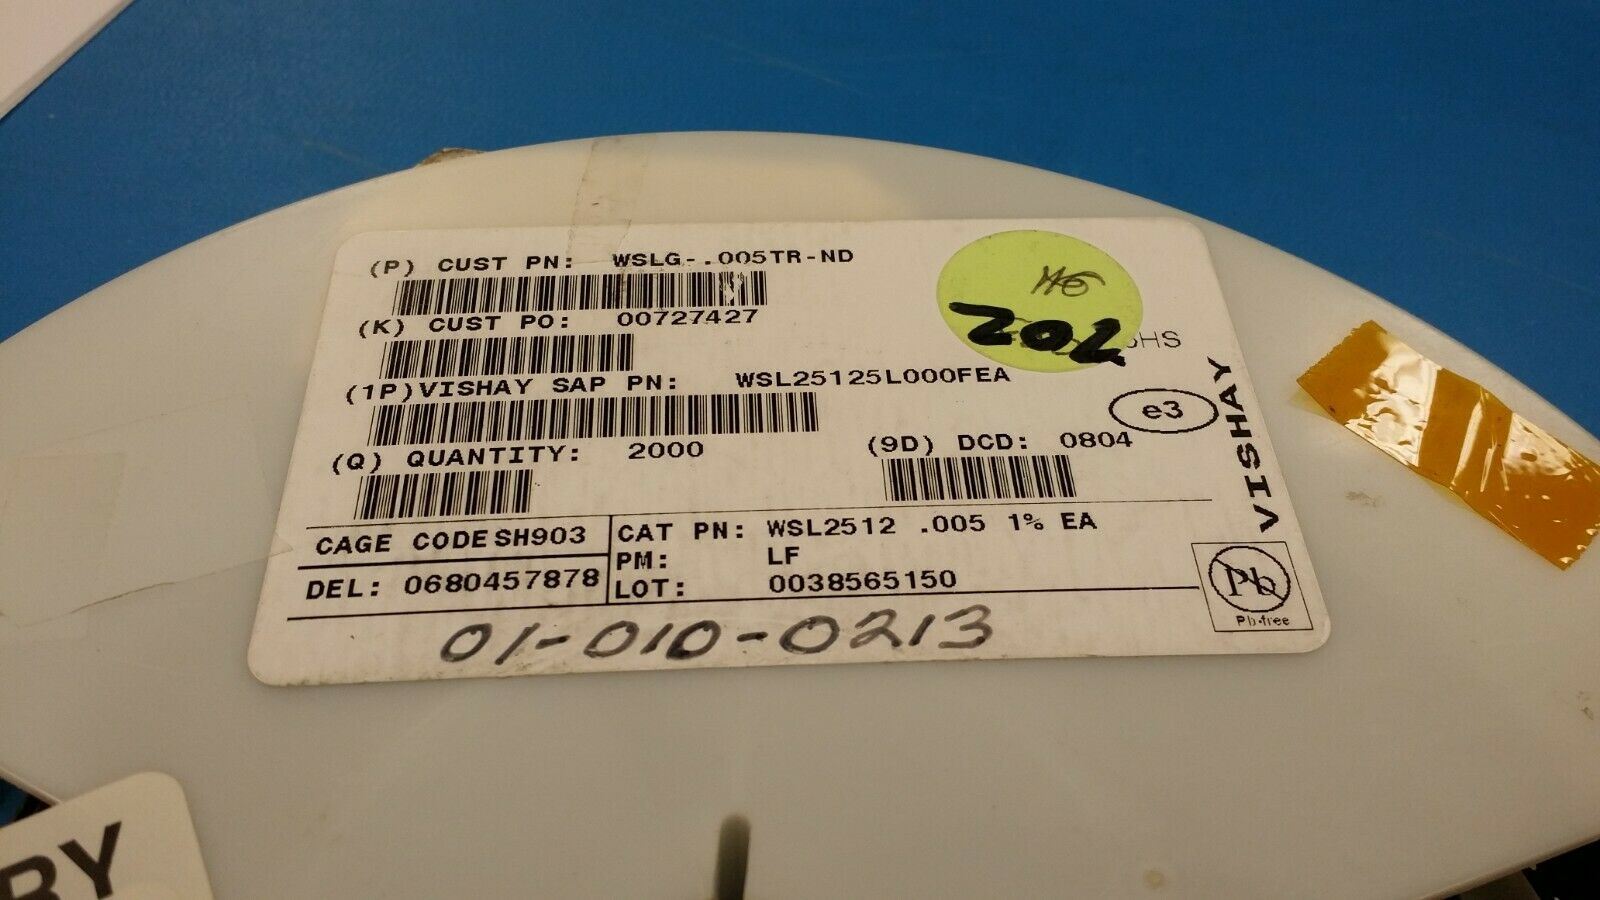 (P) CUST PN: WSLG-.005TR-ND
(K) CUST PO: 00727427
202
OHS
(1P)VISHAY SAP PN: WSL25125L000FEA
e3
VISHAY
(Q) QUANTITY: 2000
(9D) DCD: 0804
CAGE CODE SH903
CAT PN: WSL2512 .005 1% EA
PM: LF
DEL: 0680457878
LOT: 0038565150
Pb
Pb-free
01-010-0213
RY